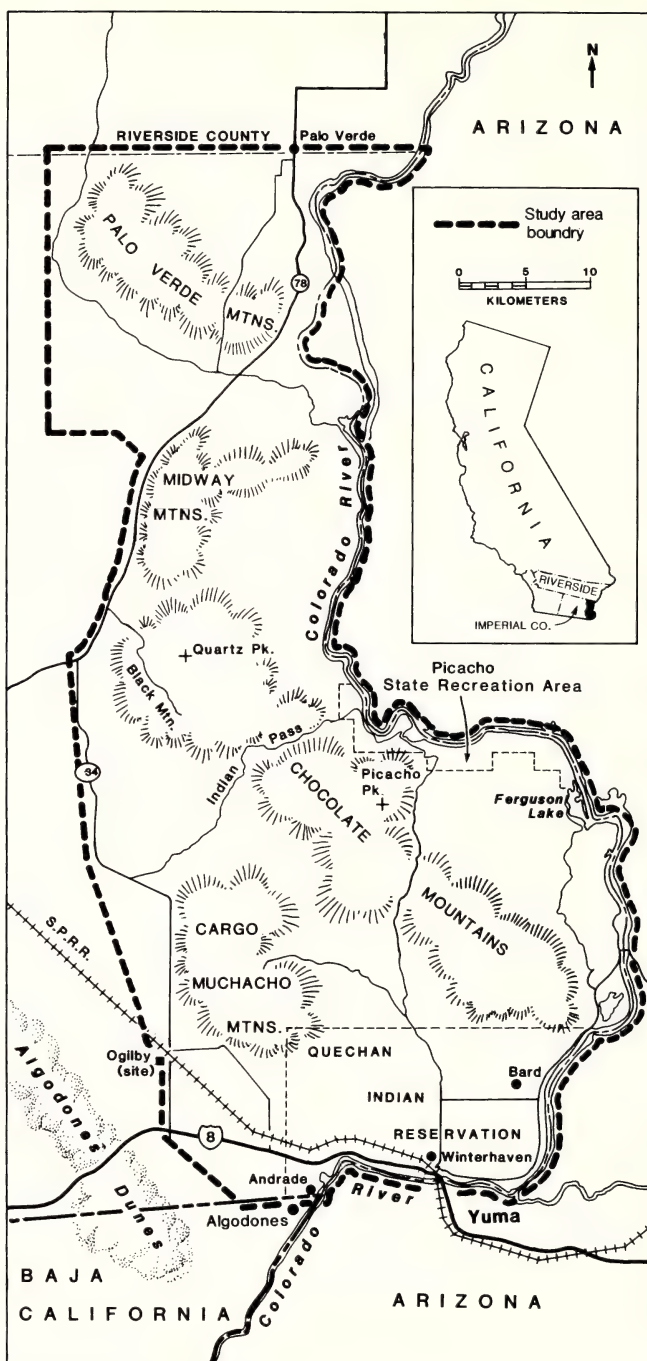 N
ARIZONA
RIVERSIDE COUNTY
Palo Verde
PALO VERDE
MTNS.
78
Study area
boundry
0 5 10
KILOMETERS
CALIFORNIA
RIVERSIDE
IMPERIAL CO.
MIDWAY
MTNS.
Colorado River
Quartz Pk.
Black Mtn.
Indian Pass
Picacho
State Recreation Area
34
CHOCOLATE
Picacho
Pk.
Ferguson
Lake
MOUNTAINS
CARGO
MUCHACHO
MTNS.
S.P.R.R.
Ogilby
(site)
QUECHAN
INDIAN
RESERVATION
Bard
Algodones
Dunes
8
Winterhaven
Andrade
Algodones
River
Yuma
Colorado
BAJA
CALIFORNIA
ARIZONA